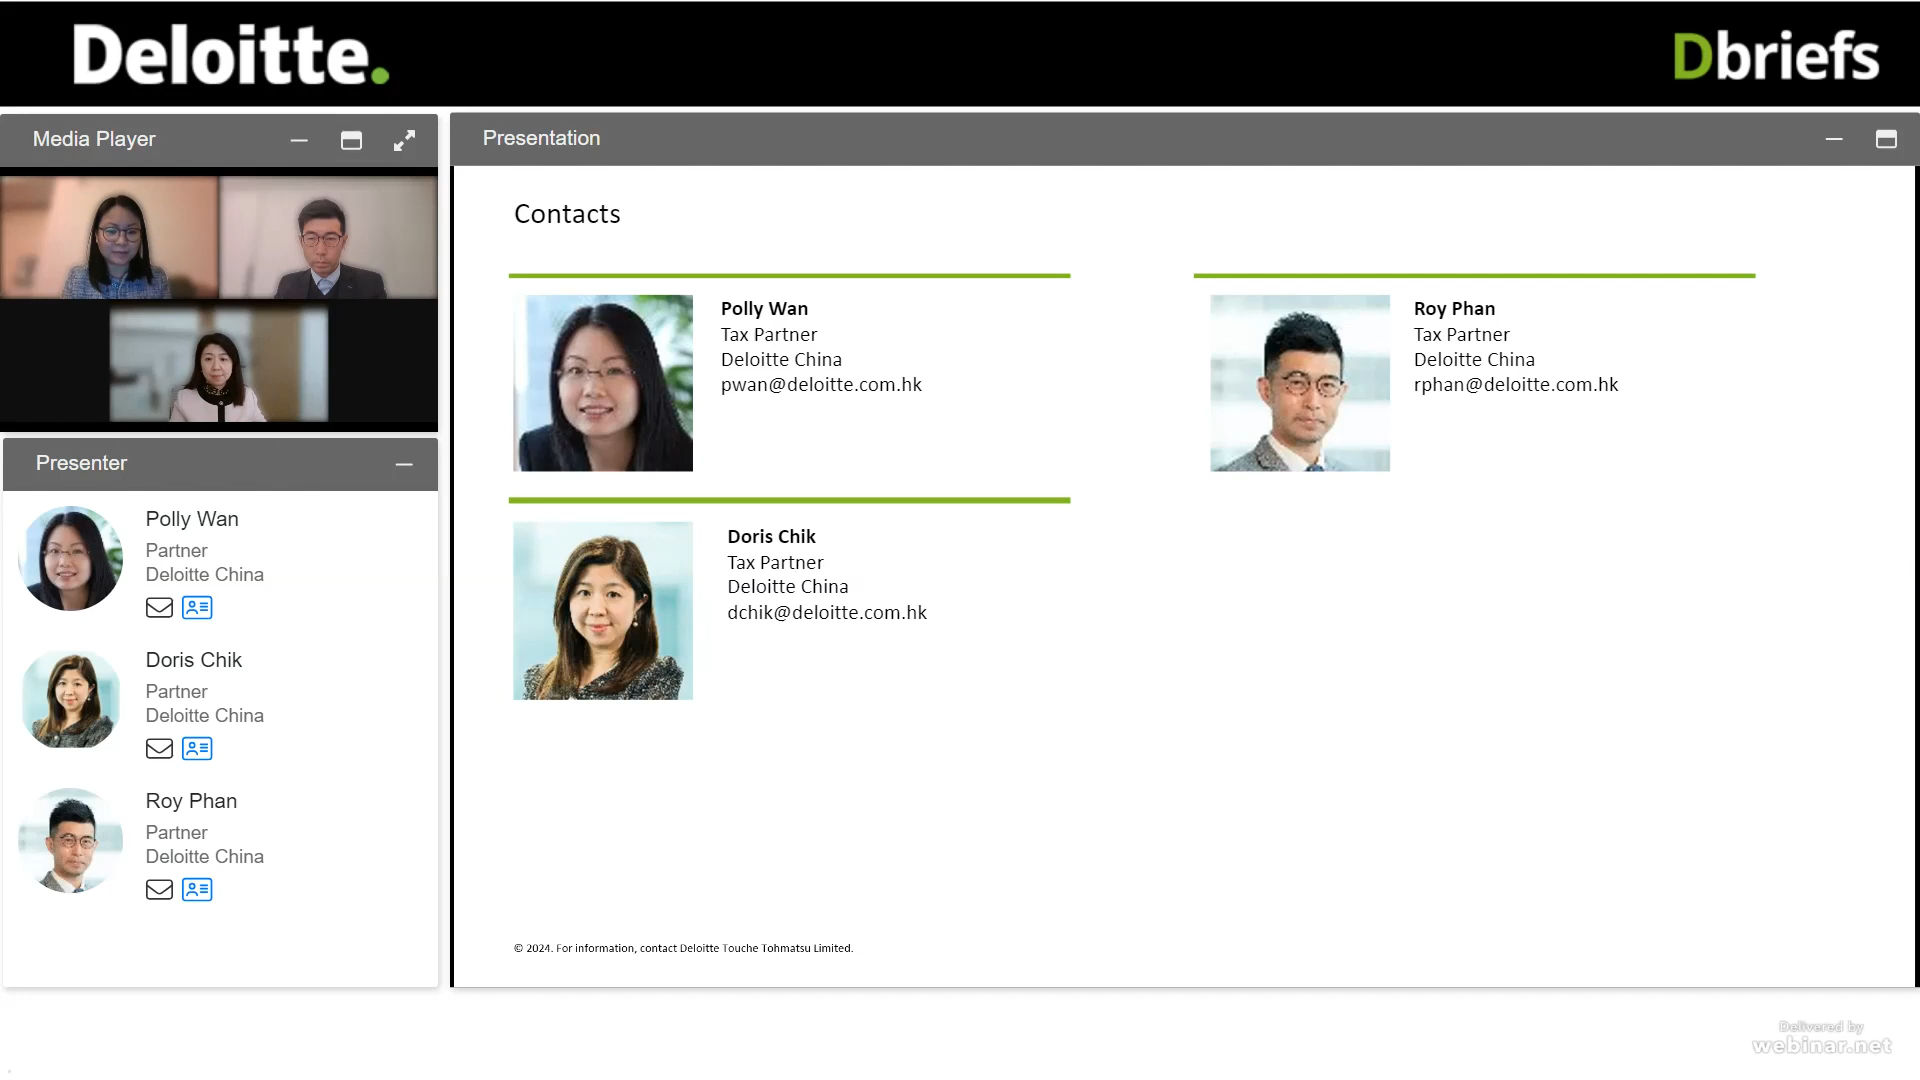 Deloitte.
Dbriefs
Media Player
Presenter
Polly Wan
Partner
Deloitte China
Doris Chik
Partner
Deloitte China
Roy Phan
Partner
Deloitte China
Presentation
Contacts
Polly Wan
Tax Partner
Deloitte China
pwan@deloitte.com.hk
Roy Phan
Tax Partner
Deloitte China
rphan@deloitte.com.hk
Doris Chik
Tax Partner
Deloitte China
dchik@deloitte.com.hk
© 2024. For information, contact Deloitte Touche Tohmatsu Limited.
Delivered by
webinar.net